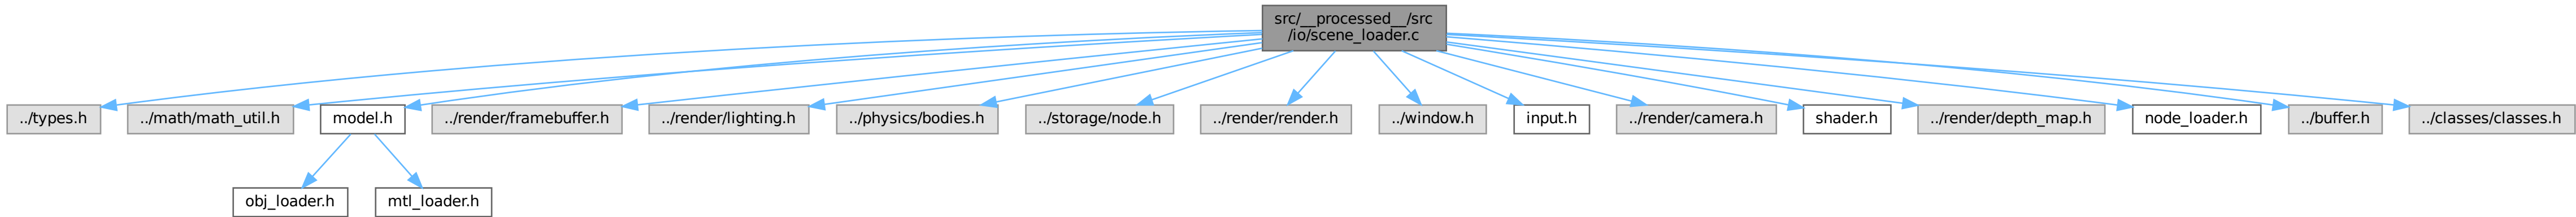 src/__processed__/src
/io/scene_loader.c
../types.h
../math/math_util.h
model.h
../render/framebuffer.h
../render/lighting.h
../physics/bodies.h
../storage/node.h
../render/render.h
../window.h
input.h
../render/camera.h
shader.h
../render/depth_map.h
node_loader.h
../buffer.h
../classes/classes.h
obj_loader.h
mtl_loader.h